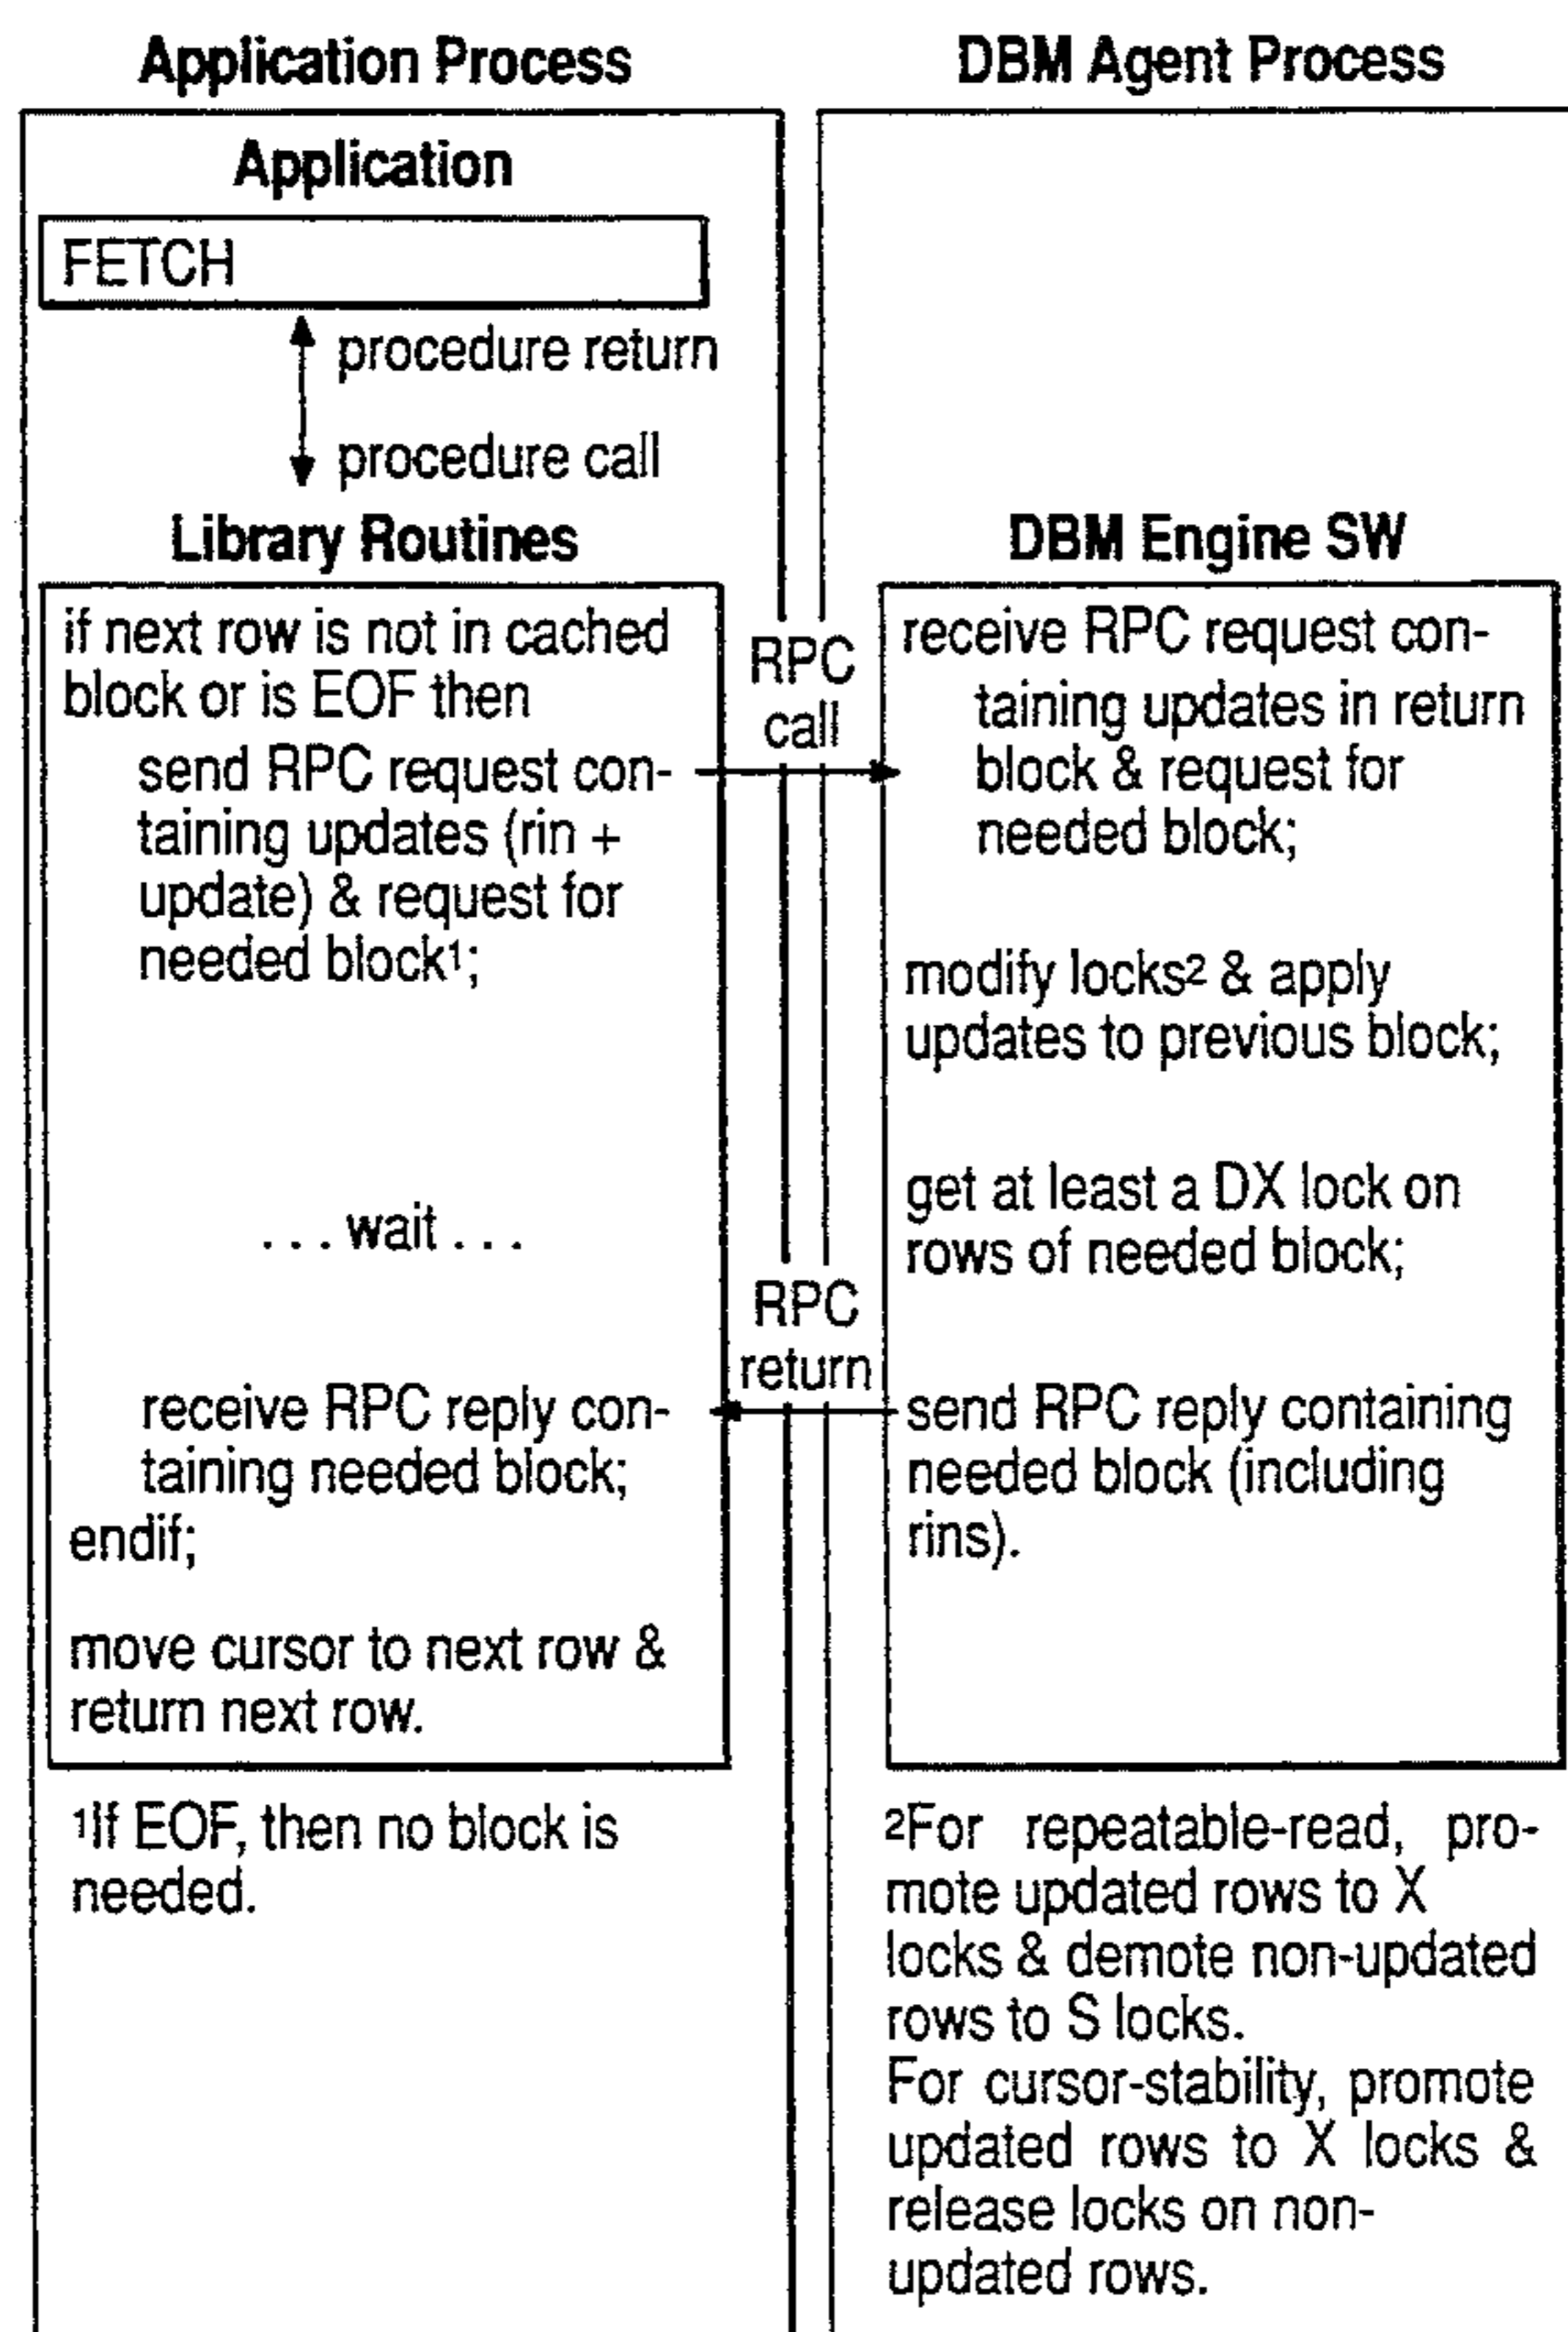 Application Process
Application
FETCH
procedure return
procedure call
Library Routines
if next row is not in cached
block or is EOF then
send RPC request con-
taining updates (rin +
update) & request for
needed block¹;
. . . wait . . .
receive RPC reply con-
taining needed block;
endif;
move cursor to next row &
return next row.
¹If EOF, then no block is
needed.
RPC
call
RPC
return
DBM Agent Process
DBM Engine SW
receive RPC request con-
taining updates in return
block & request for
needed block;
modify locks² & apply
updates to previous block;
get at least a DX lock on
rows of needed block;
send RPC reply containing
needed block (including
rins).
²For repeatable-read, pro-
mote updated rows to X
locks & demote non-updated
rows to S locks.
For cursor-stability, promote
updated rows to X locks &
release locks on non-
updated rows.